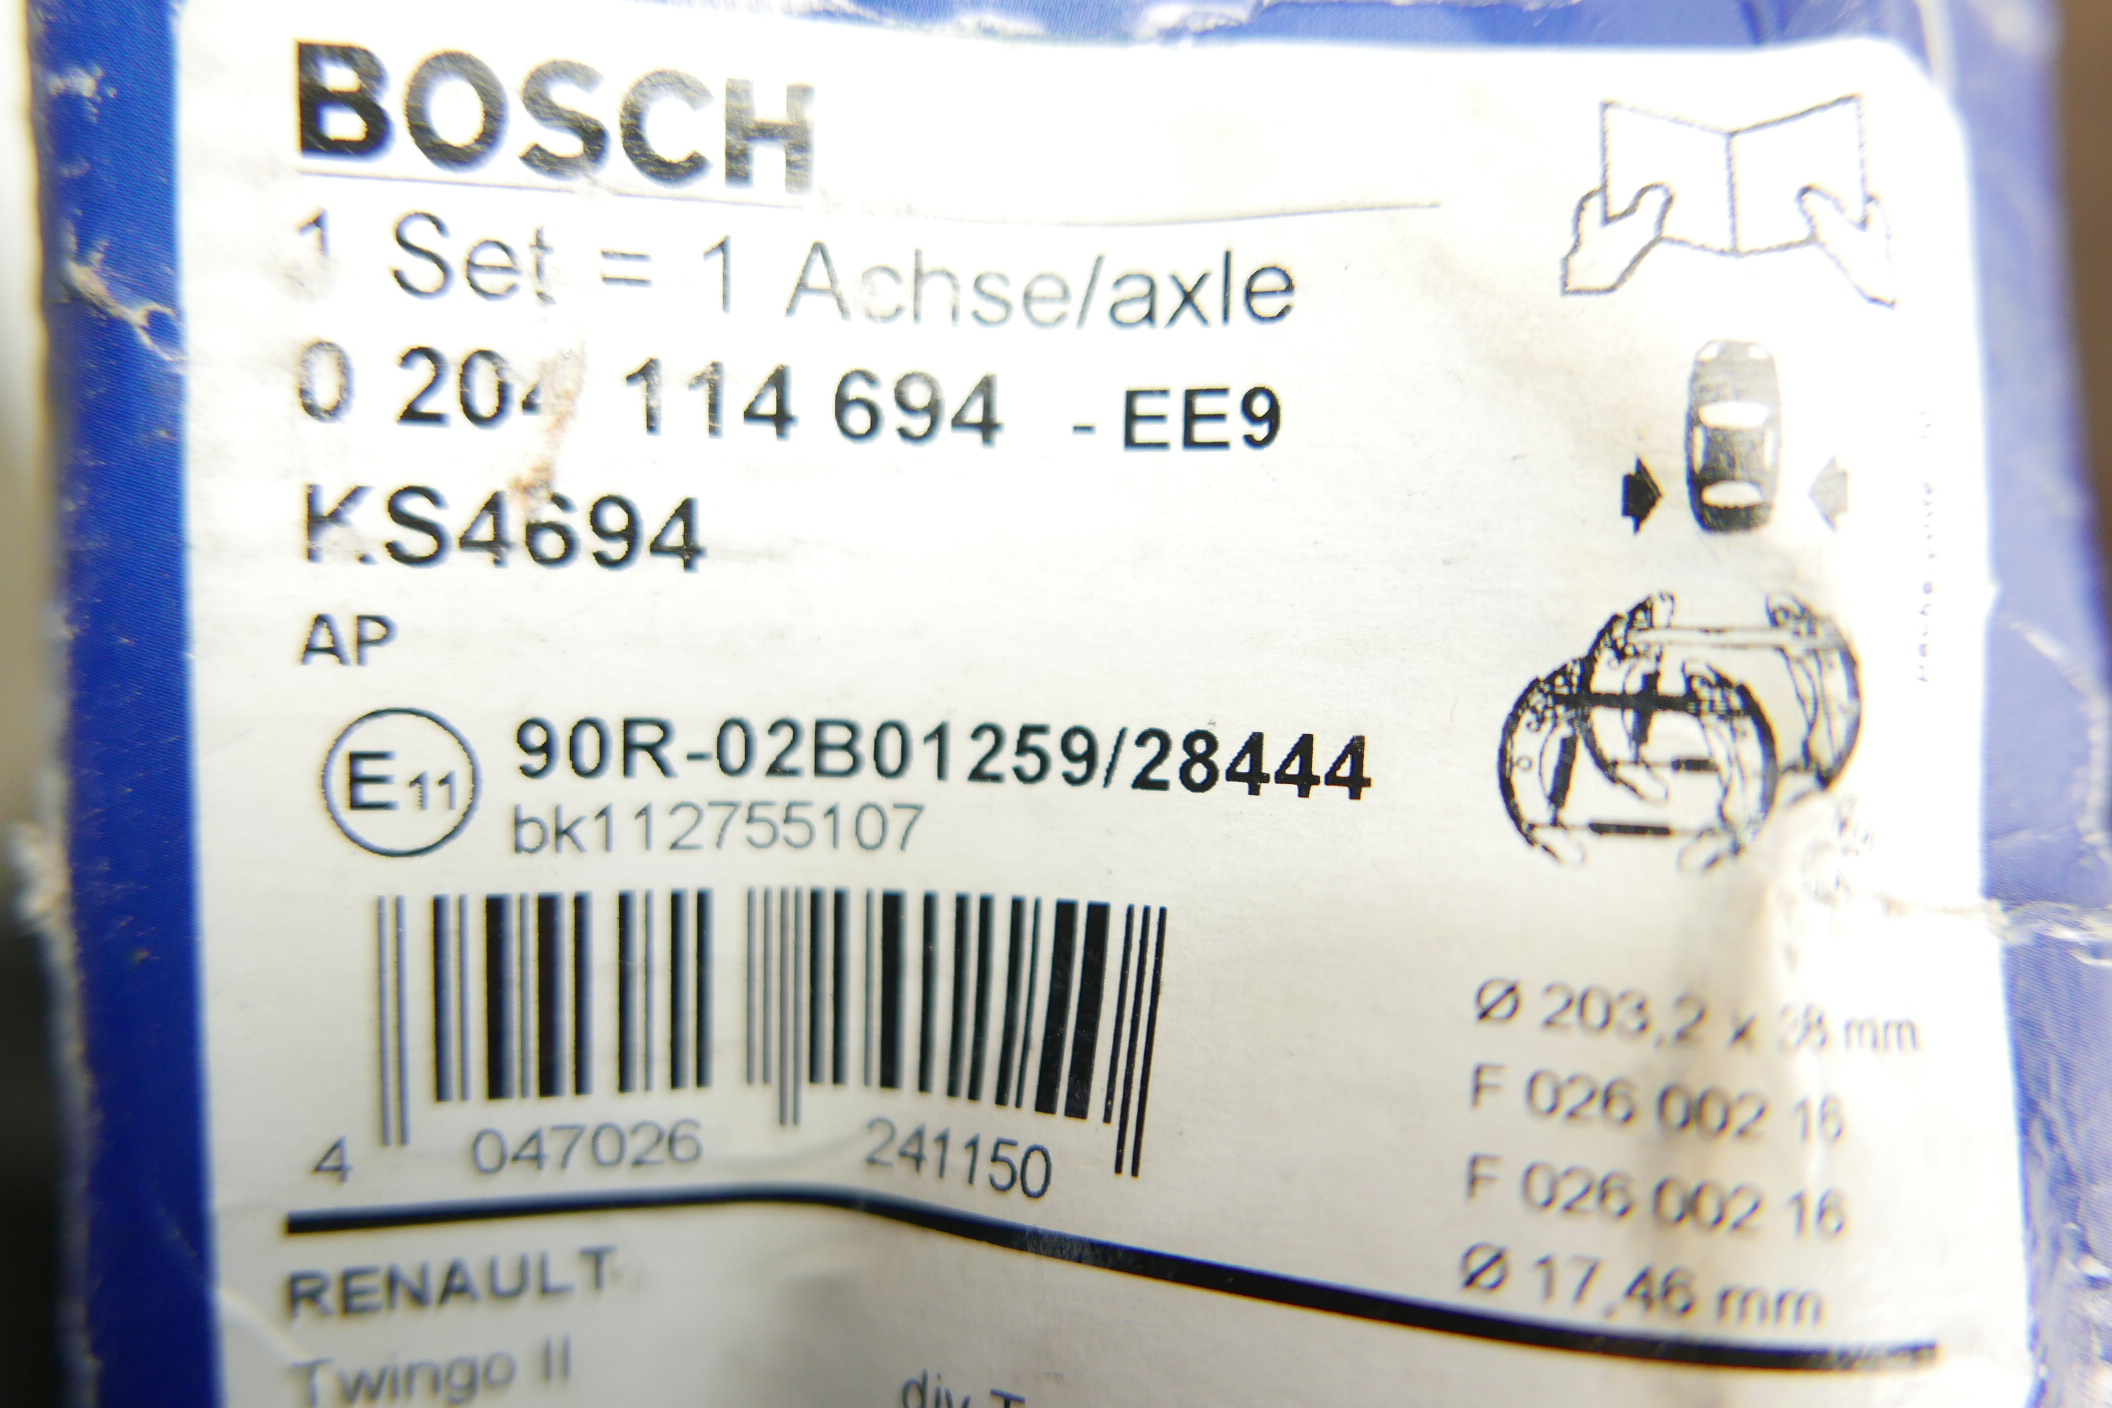 BOSCH
1 Set = 1 Achse/axle
0 204 114 694 - EE9
KS4694
AP
E11 90R-02B01259/28444
bk112755107
4 047026 241150
Ø 203,2 x 38 mm
F 026 002 16
F 026 002 16
Ø 17,46 mm
RENAULT
Twingo II
div.